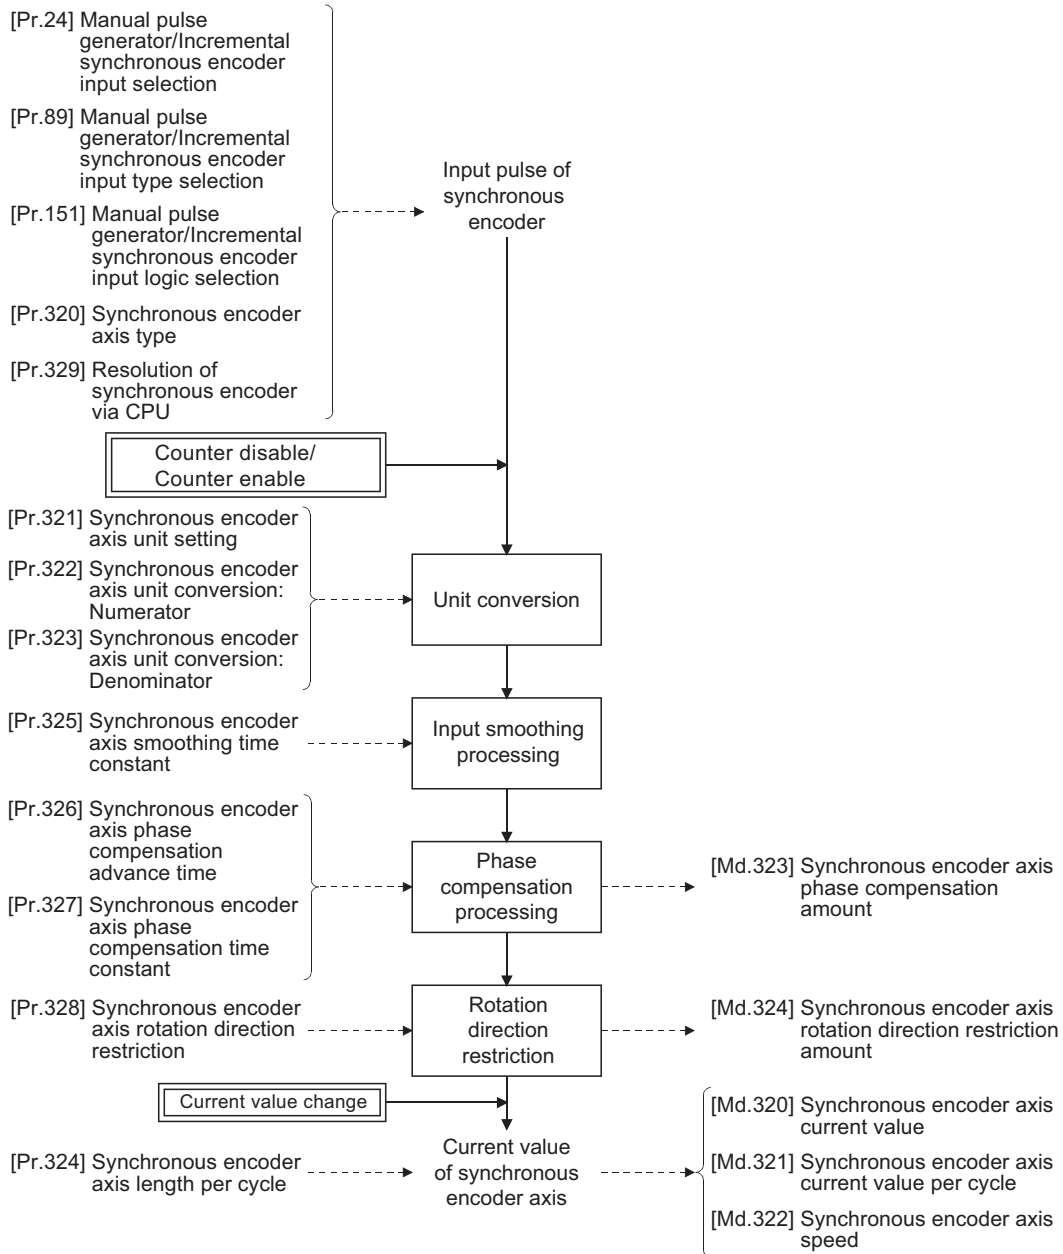 [Pr.24] Manual pulse
generator/Incremental
synchronous encoder
input selection
[Pr.89] Manual pulse
generator/Incremental
synchronous encoder
input type selection
[Pr.151] Manual pulse
generator/Incremental
synchronous encoder
input logic selection
[Pr.320] Synchronous encoder
axis type
[Pr.329] Resolution of
synchronous encoder
via CPU
Input pulse of
synchronous
encoder
Counter disable/
Counter enable
[Pr.321] Synchronous encoder
axis unit setting
[Pr.322] Synchronous encoder
axis unit conversion:
Numerator
[Pr.323] Synchronous encoder
axis unit conversion:
Denominator
Unit conversion
[Pr.325] Synchronous encoder
axis smoothing time
constant
Input smoothing
processing
[Pr.326] Synchronous encoder
axis phase
compensation
advance time
[Pr.327] Synchronous encoder
axis phase
compensation time
constant
Phase
compensation
processing
[Md.323] Synchronous encoder axis
phase compensation
amount
[Pr.328] Synchronous encoder
axis rotation direction
restriction
Rotation
direction
restriction
[Md.324] Synchronous encoder axis
rotation direction restriction
amount
Current value change
[Pr.324] Synchronous encoder
axis length per cycle
Current value
of synchronous
encoder axis
[Md.320] Synchronous encoder axis
current value
[Md.321] Synchronous encoder axis
current value per cycle
[Md.322] Synchronous encoder axis
speed